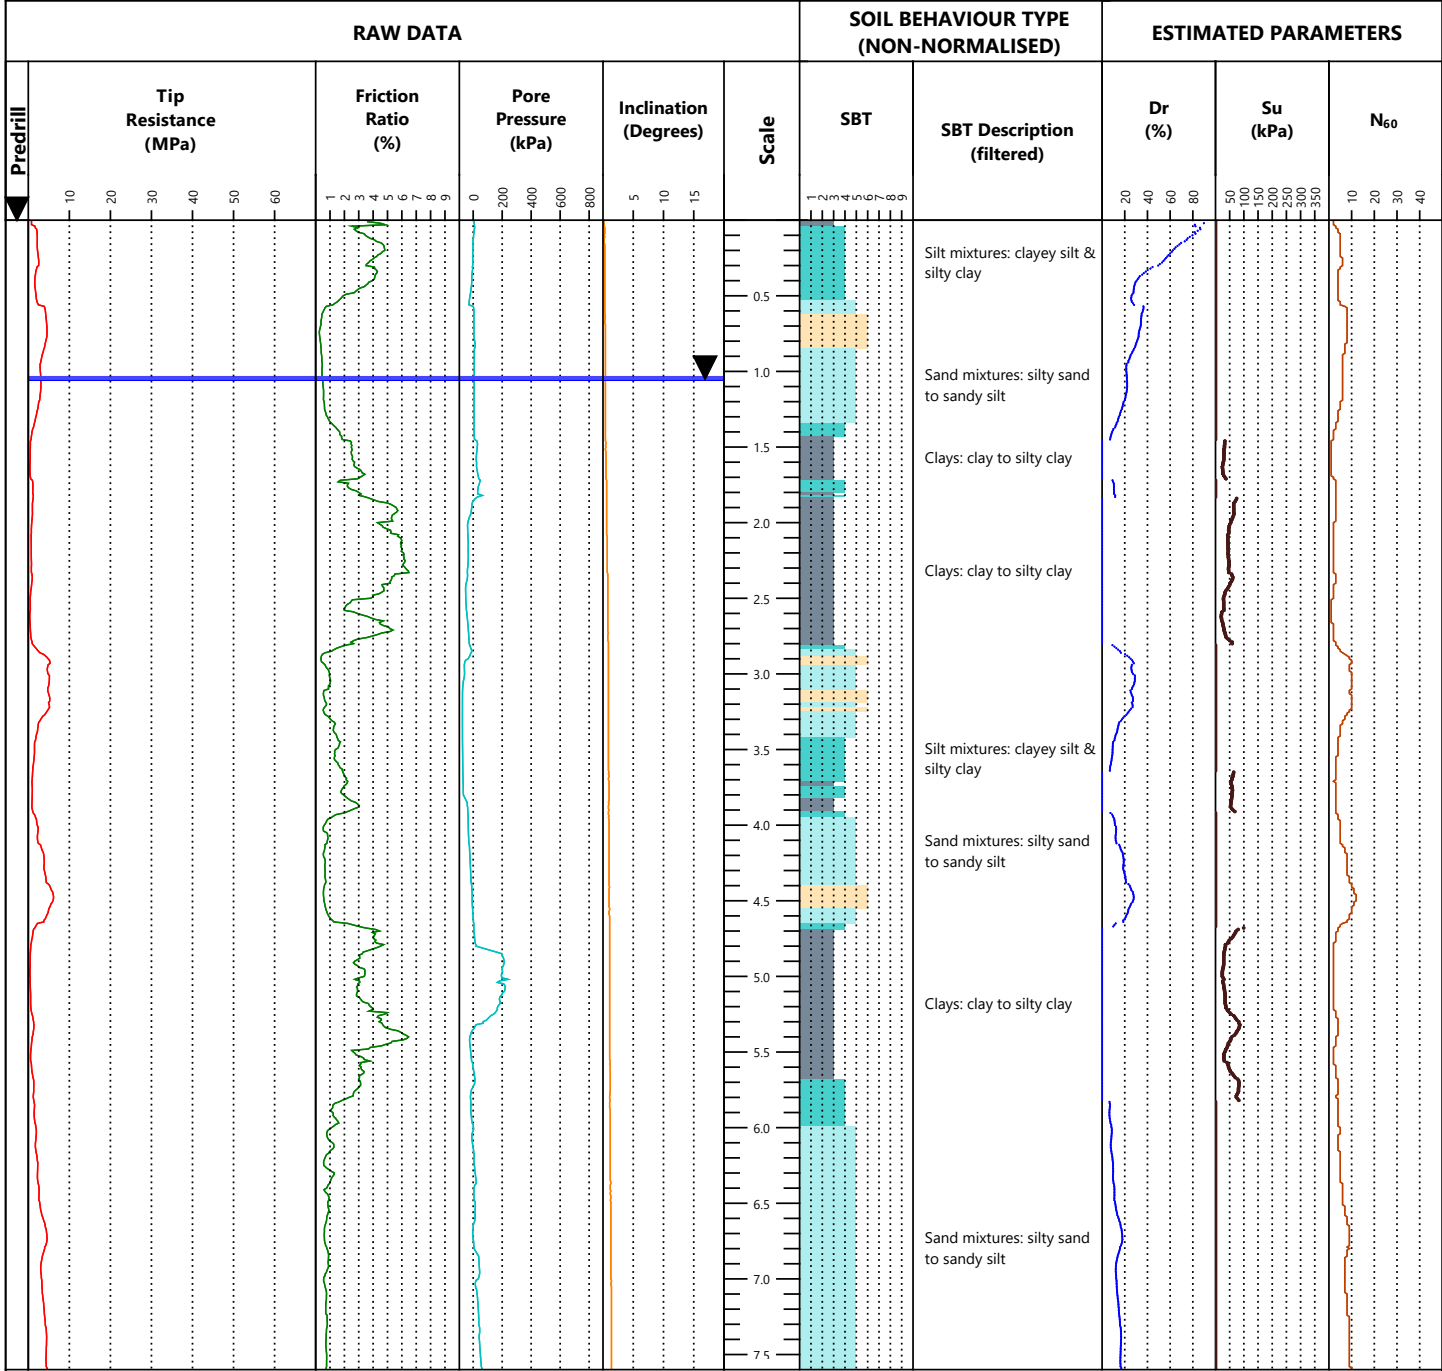 RAW DATA
SOIL BEHAVIOUR TYPE
(NON-NORMALISED)
ESTIMATED PARAMETERS
Predrill
Tip
Resistance
(MPa)
Friction
Ratio
(%)
Pore
Pressure
(kPa)
Inclination
(Degrees)
Scale
SBT
SBT Description
(filtered)
Dr
(%)
Su
(kPa)
N₆₀
10 20 30 40 50 60
1 2 3 4 5 6 7 8 9
0 200 400 600 800
5 10 15
1 2 3 4 5 6 7 8 9
20 40 60 80
50 100 150 200 250 300 350
10 20 30 40
Silt mixtures: clayey silt &
silty clay
0.5
1.0
Sand mixtures: silty sand
to sandy silt
1.5
Clays: clay to silty clay
2.0
Clays: clay to silty clay
2.5
3.0
3.5
Silt mixtures: clayey silt &
silty clay
4.0
Sand mixtures: silty sand
to sandy silt
4.5
5.0
Clays: clay to silty clay
5.5
6.0
6.5
Sand mixtures: silty sand
to sandy silt
7.0
7.5